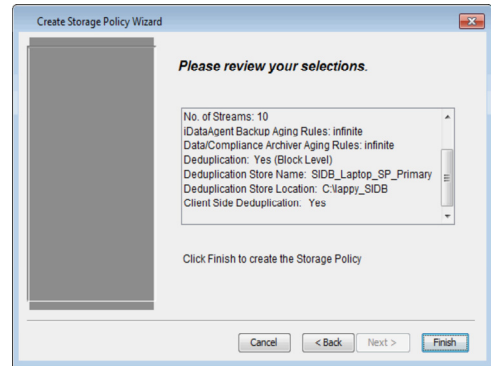 Create Storage Policy Wizard
Please review your selections.
No. of Streams: 10
iDataAgent Backup Aging Rules: infinite
Data/Compliance Archiver Aging Rules: infinite
Deduplication: Yes (Block Level)
Deduplication Store Name: SIDB_Laptop_SP_Primary
Deduplication Store Location: C:\lappy_SIDB
Client Side Deduplication: Yes
Click Finish to create the Storage Policy
Cancel < Back Next > Finish